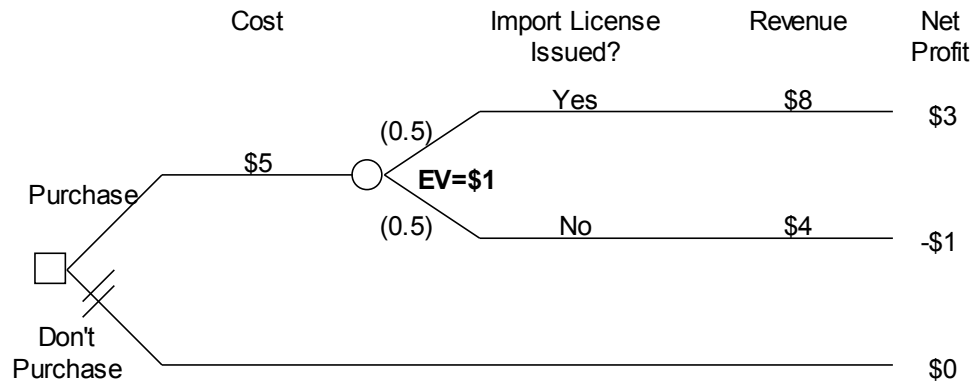 Cost
Import License
Issued?
Revenue
Net
Profit
Yes
$8
$3
(0.5)
$5
EV=$1
Purchase
(0.5)
No
$4
-$1
Don't
Purchase
$0